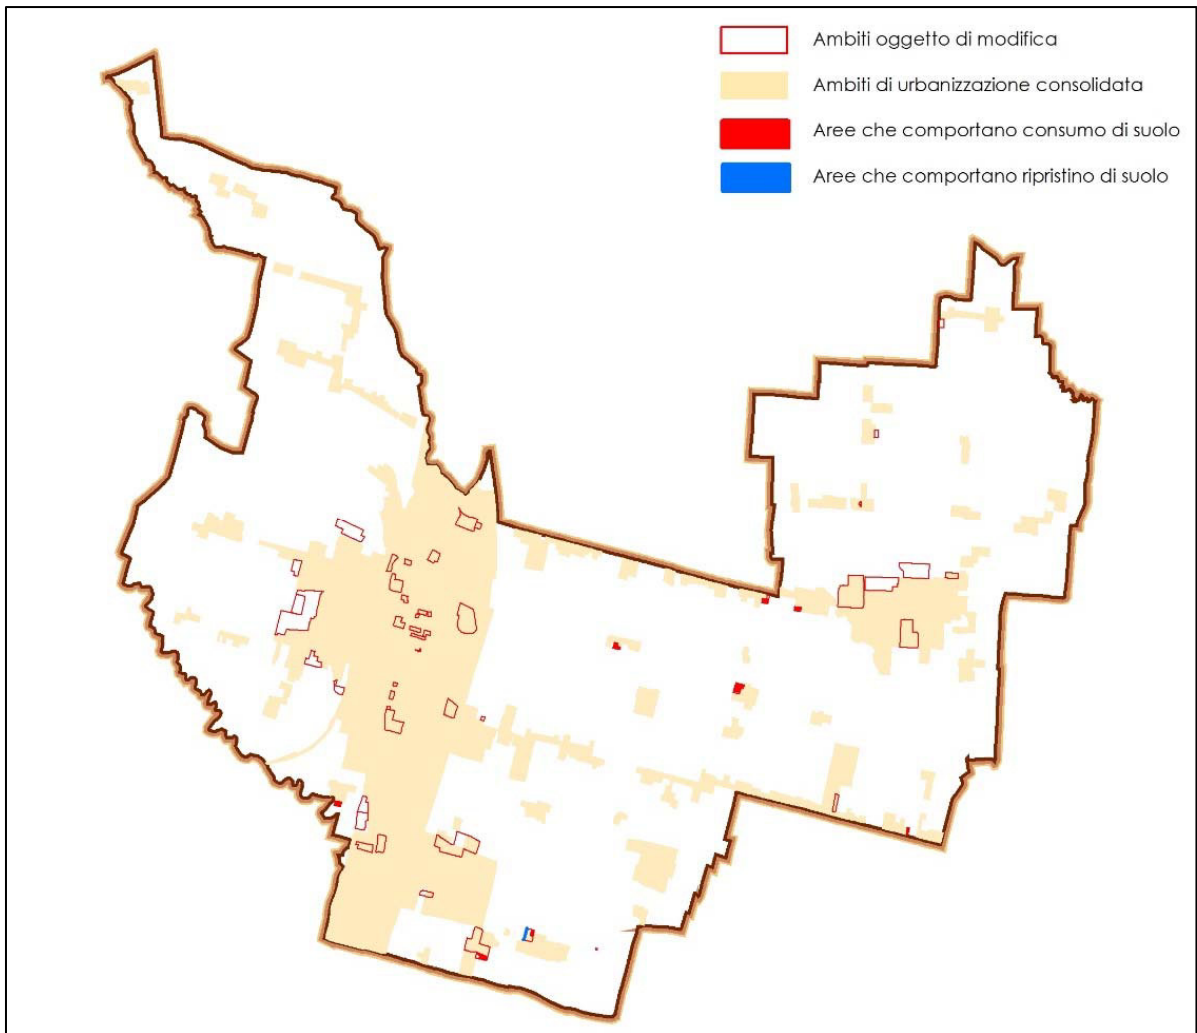 Ambiti oggetto di modifica
Ambiti di urbanizzazione consolidata
Aree che comportano consumo di suolo
Aree che comportano ripristino di suolo